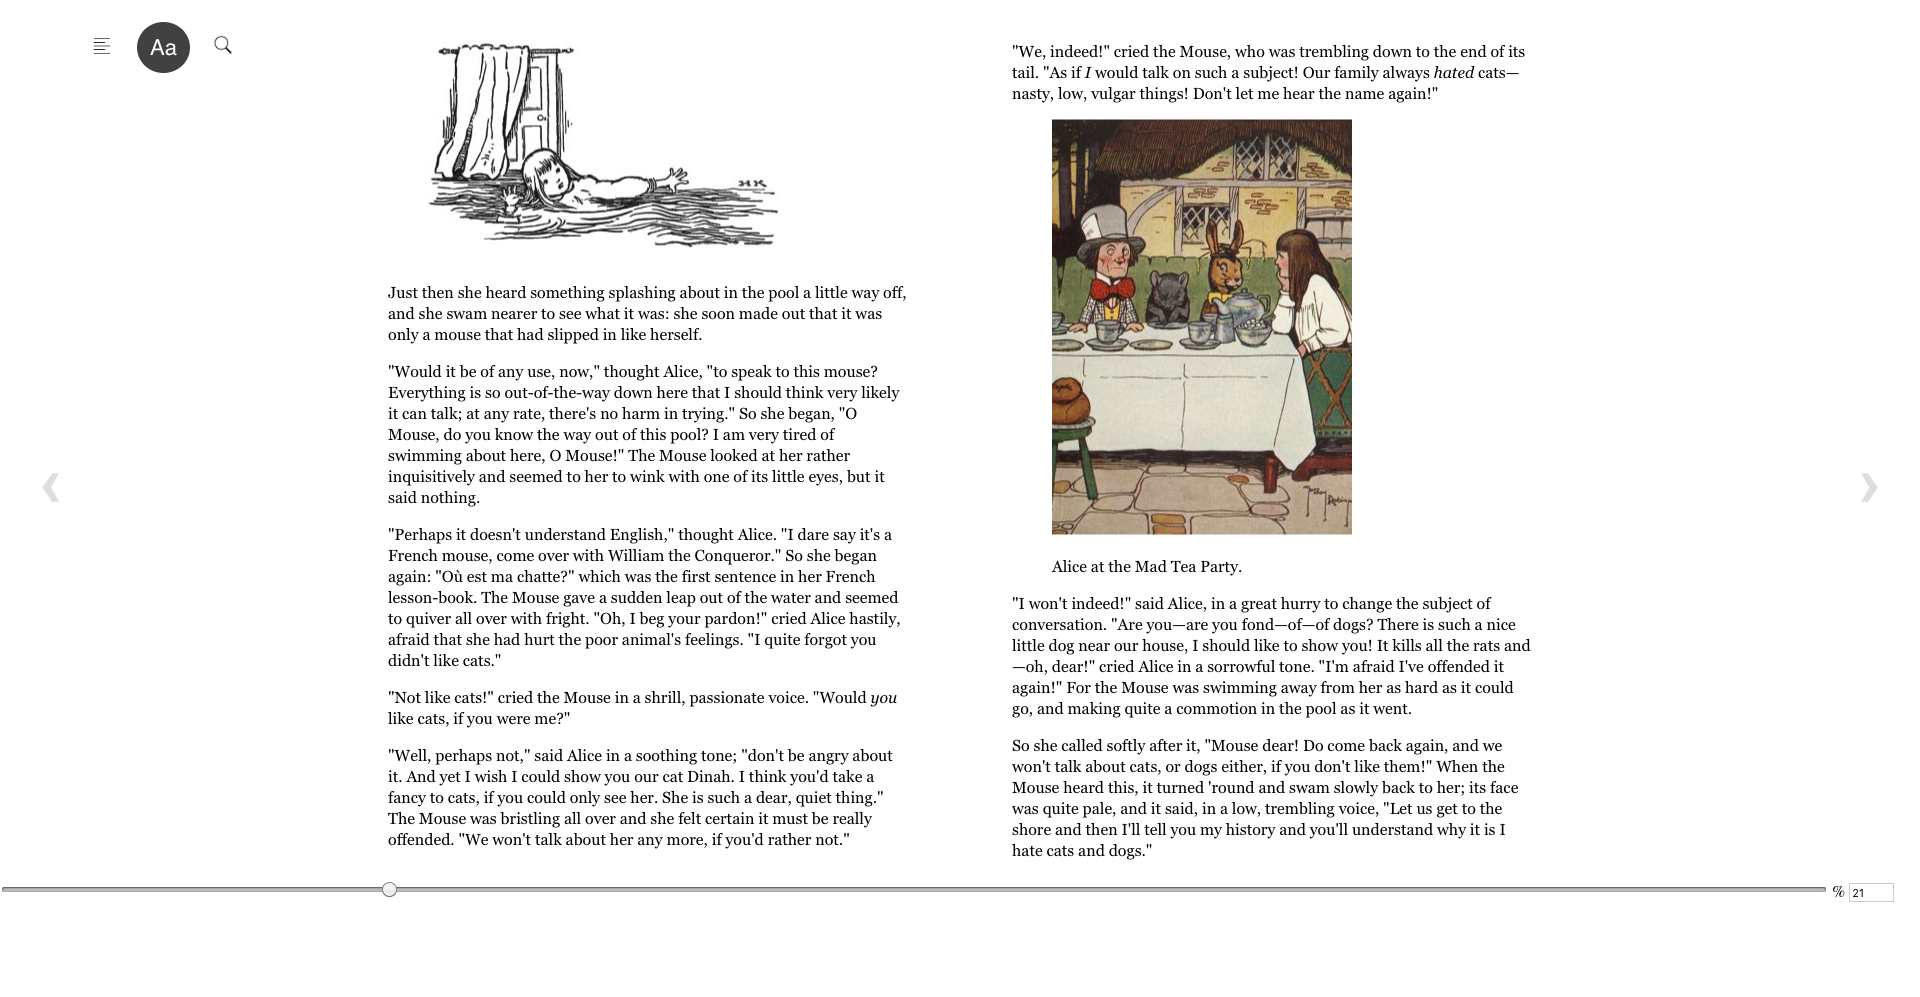 Aa
HK
Just then she heard something splashing about in the pool a little way off,
and she swam nearer to see what it was: she soon made out that it was
only a mouse that had slipped in like herself.
"Would it be of any use, now," thought Alice, "to speak to this mouse?
Everything is so out-of-the-way down here that I should think very likely
it can talk; at any rate, there's no harm in trying." So she began, "O
Mouse, do you know the way out of this pool? I am very tired of
swimming about here, O Mouse!" The Mouse looked at her rather
inquisitively and seemed to her to wink with one of its little eyes, but it
said nothing.
"Perhaps it doesn't understand English," thought Alice. "I dare say it's a
French mouse, come over with William the Conqueror." So she began
again: "Où est ma chatte?" which was the first sentence in her French
lesson-book. The Mouse gave a sudden leap out of the water and seemed
to quiver all over with fright. "Oh, I beg your pardon!" cried Alice hastily,
afraid that she had hurt the poor animal's feelings. "I quite forgot you
didn't like cats."
"Not like cats!" cried the Mouse in a shrill, passionate voice. "Would you
like cats, if you were me?"
"Well, perhaps not," said Alice in a soothing tone; "don't be angry about
it. And yet I wish I could show you our cat Dinah. I think you'd take a
fancy to cats, if you could only see her. She is such a dear, quiet thing."
The Mouse was bristling all over and she felt certain it must be really
offended. "We won't talk about her any more, if you'd rather not."
"We, indeed!" cried the Mouse, who was trembling down to the end of its
tail. "As if I would talk on such a subject! Our family always hated cats—
nasty, low, vulgar things! Don't let me hear the name again!"
Alice at the Mad Tea Party.
"I won't indeed!" said Alice, in a great hurry to change the subject of
conversation. "Are you—are you fond—of—of dogs? There is such a nice
little dog near our house, I should like to show you! It kills all the rats and
—oh, dear!" cried Alice in a sorrowful tone. "I'm afraid I've offended it
again!" For the Mouse was swimming away from her as hard as it could
go, and making quite a commotion in the pool as it went.
So she called softly after it, "Mouse dear! Do come back again, and we
won't talk about cats, or dogs either, if you don't like them!" When the
Mouse heard this, it turned 'round and swam slowly back to her; its face
was quite pale, and it said, in a low, trembling voice, "Let us get to the
shore and then I'll tell you my history and you'll understand why it is I
hate cats and dogs."
% 21